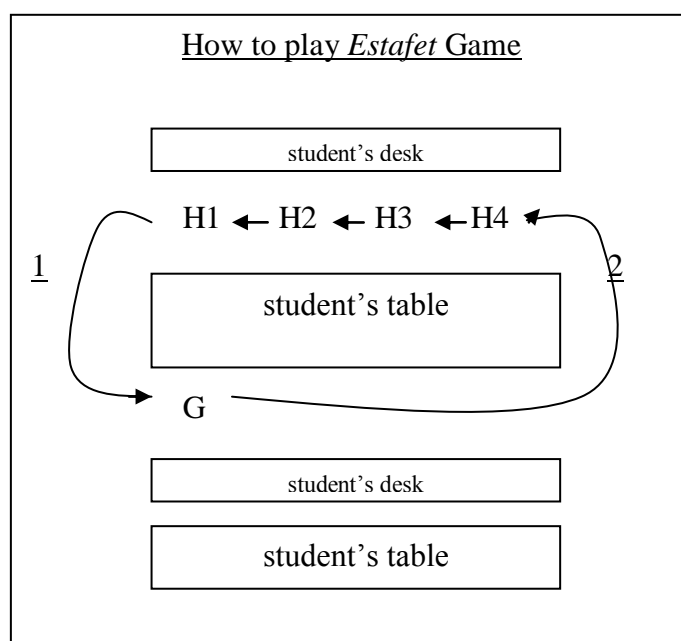 How to play Estafet Game
student's desk
H1 H2 H3 H4
1
2
student's table
G
student's desk
student's table